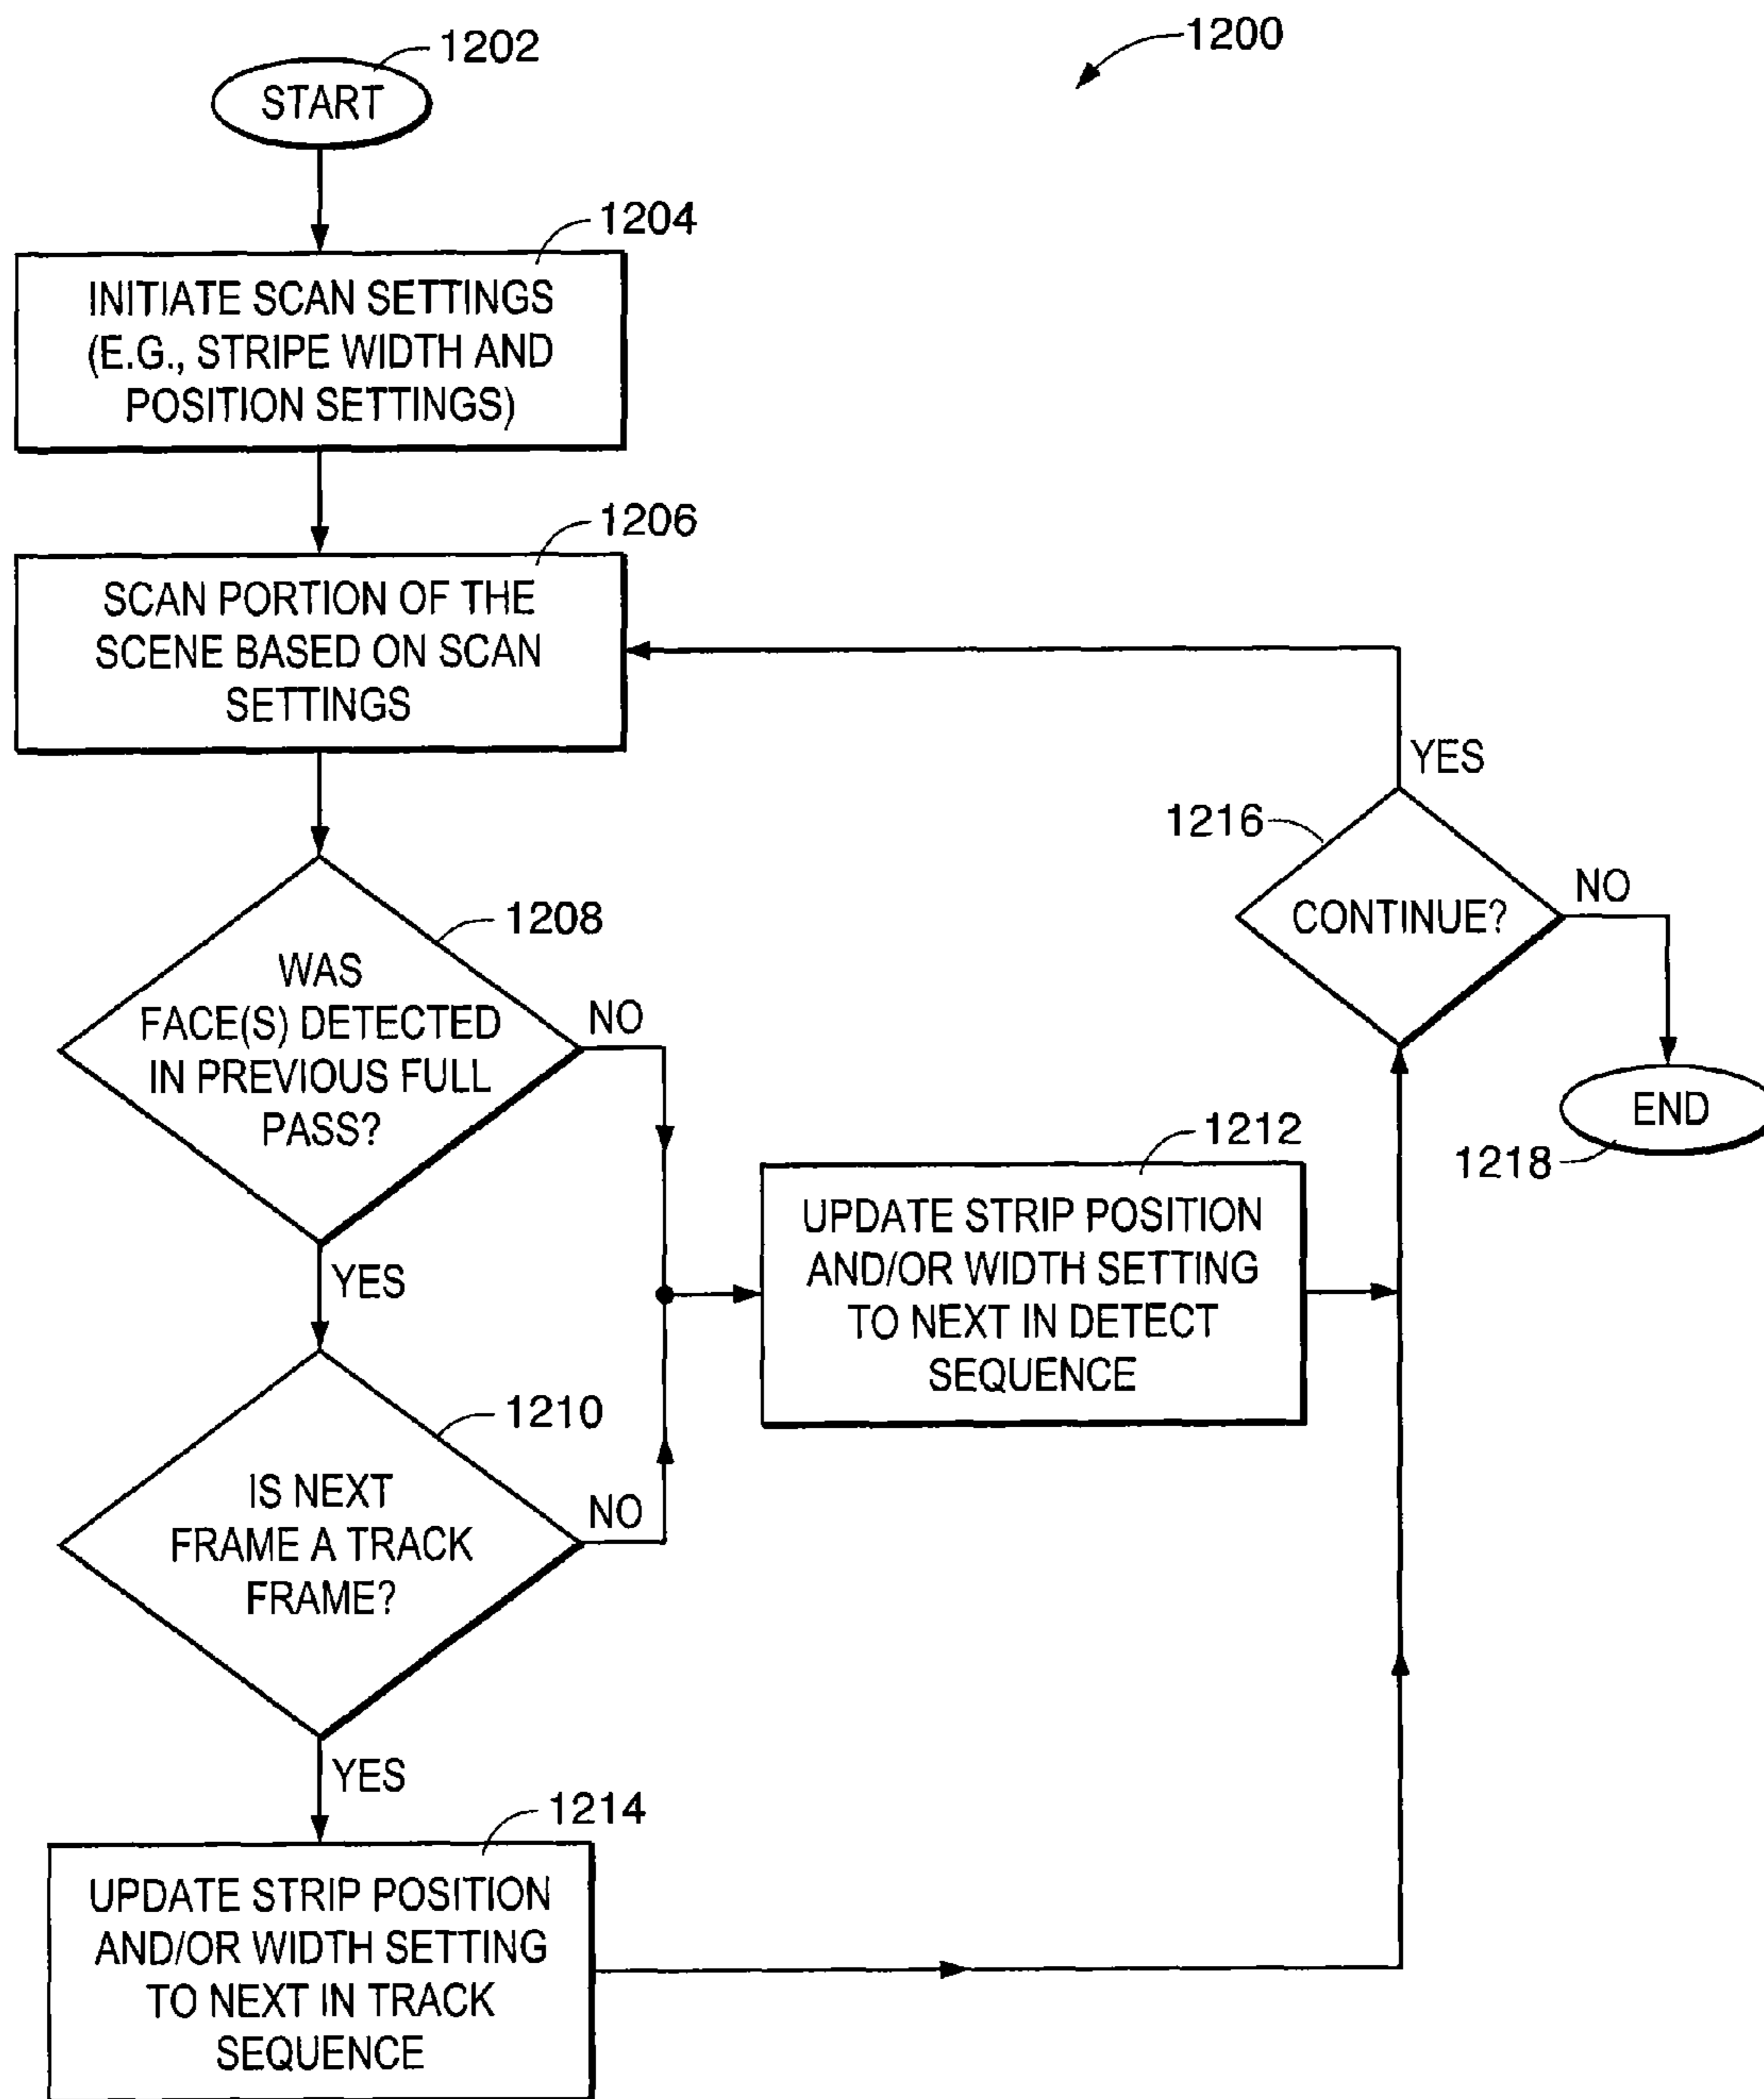 1200
1202
START
1204
INITIATE SCAN SETTINGS
(E.G., STRIPE WIDTH AND
POSITION SETTINGS)
1206
SCAN PORTION OF THE
SCENE BASED ON SCAN
SETTINGS
1208
WAS
FACE(S) DETECTED
IN PREVIOUS FULL
PASS?
NO
YES
1210
IS NEXT
FRAME A TRACK
FRAME?
NO
YES
1212
UPDATE STRIP POSITION
AND/OR WIDTH SETTING
TO NEXT IN DETECT
SEQUENCE
1214
UPDATE STRIP POSITION
AND/OR WIDTH SETTING
TO NEXT IN TRACK
SEQUENCE
1216
CONTINUE?
YES
NO
END
1218